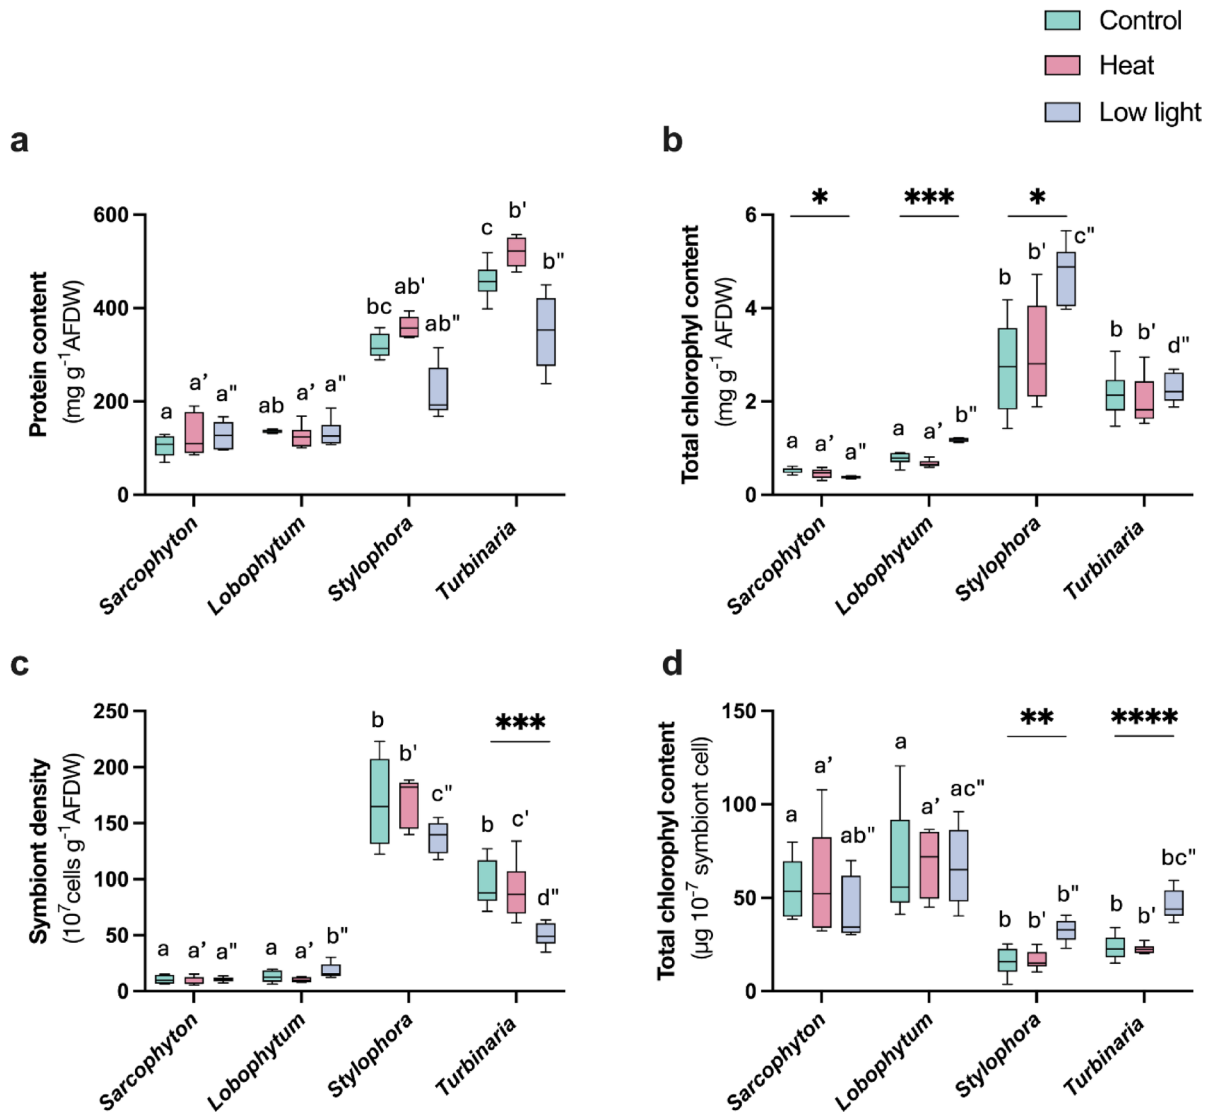 Control
Heat
Low light
a
Protein content
(mg g⁻¹AFDW)
600
400
200
0
a a’ a"
ab a’ a"
bc ab' ab"
c b' b"
Sarcophyton
Lobophytum
Stylophora
Turbinaria
b
Total chlorophyl content
(mg g⁻¹ AFDW)
6
4
2
0
* *** *
a a’ a"
a a’ b"
b b' c"
b b' d"
Sarcophyton
Lobophytum
Stylophora
Turbinaria
c
Symbiont density
(10⁷cells g⁻¹AFDW)
250
200
150
100
50
0
***
a a’ a"
a a’ b"
b b' c"
b c' d"
Sarcophyton
Lobophytum
Stylophora
Turbinaria
d
Total chlorophyl content
(µg 10⁻⁷ symbiont cell)
150
100
50
0
** ****
a a’ ab"
a a’ ac"
b b' b"
b b' bc"
Sarcophyton
Lobophytum
Stylophora
Turbinaria